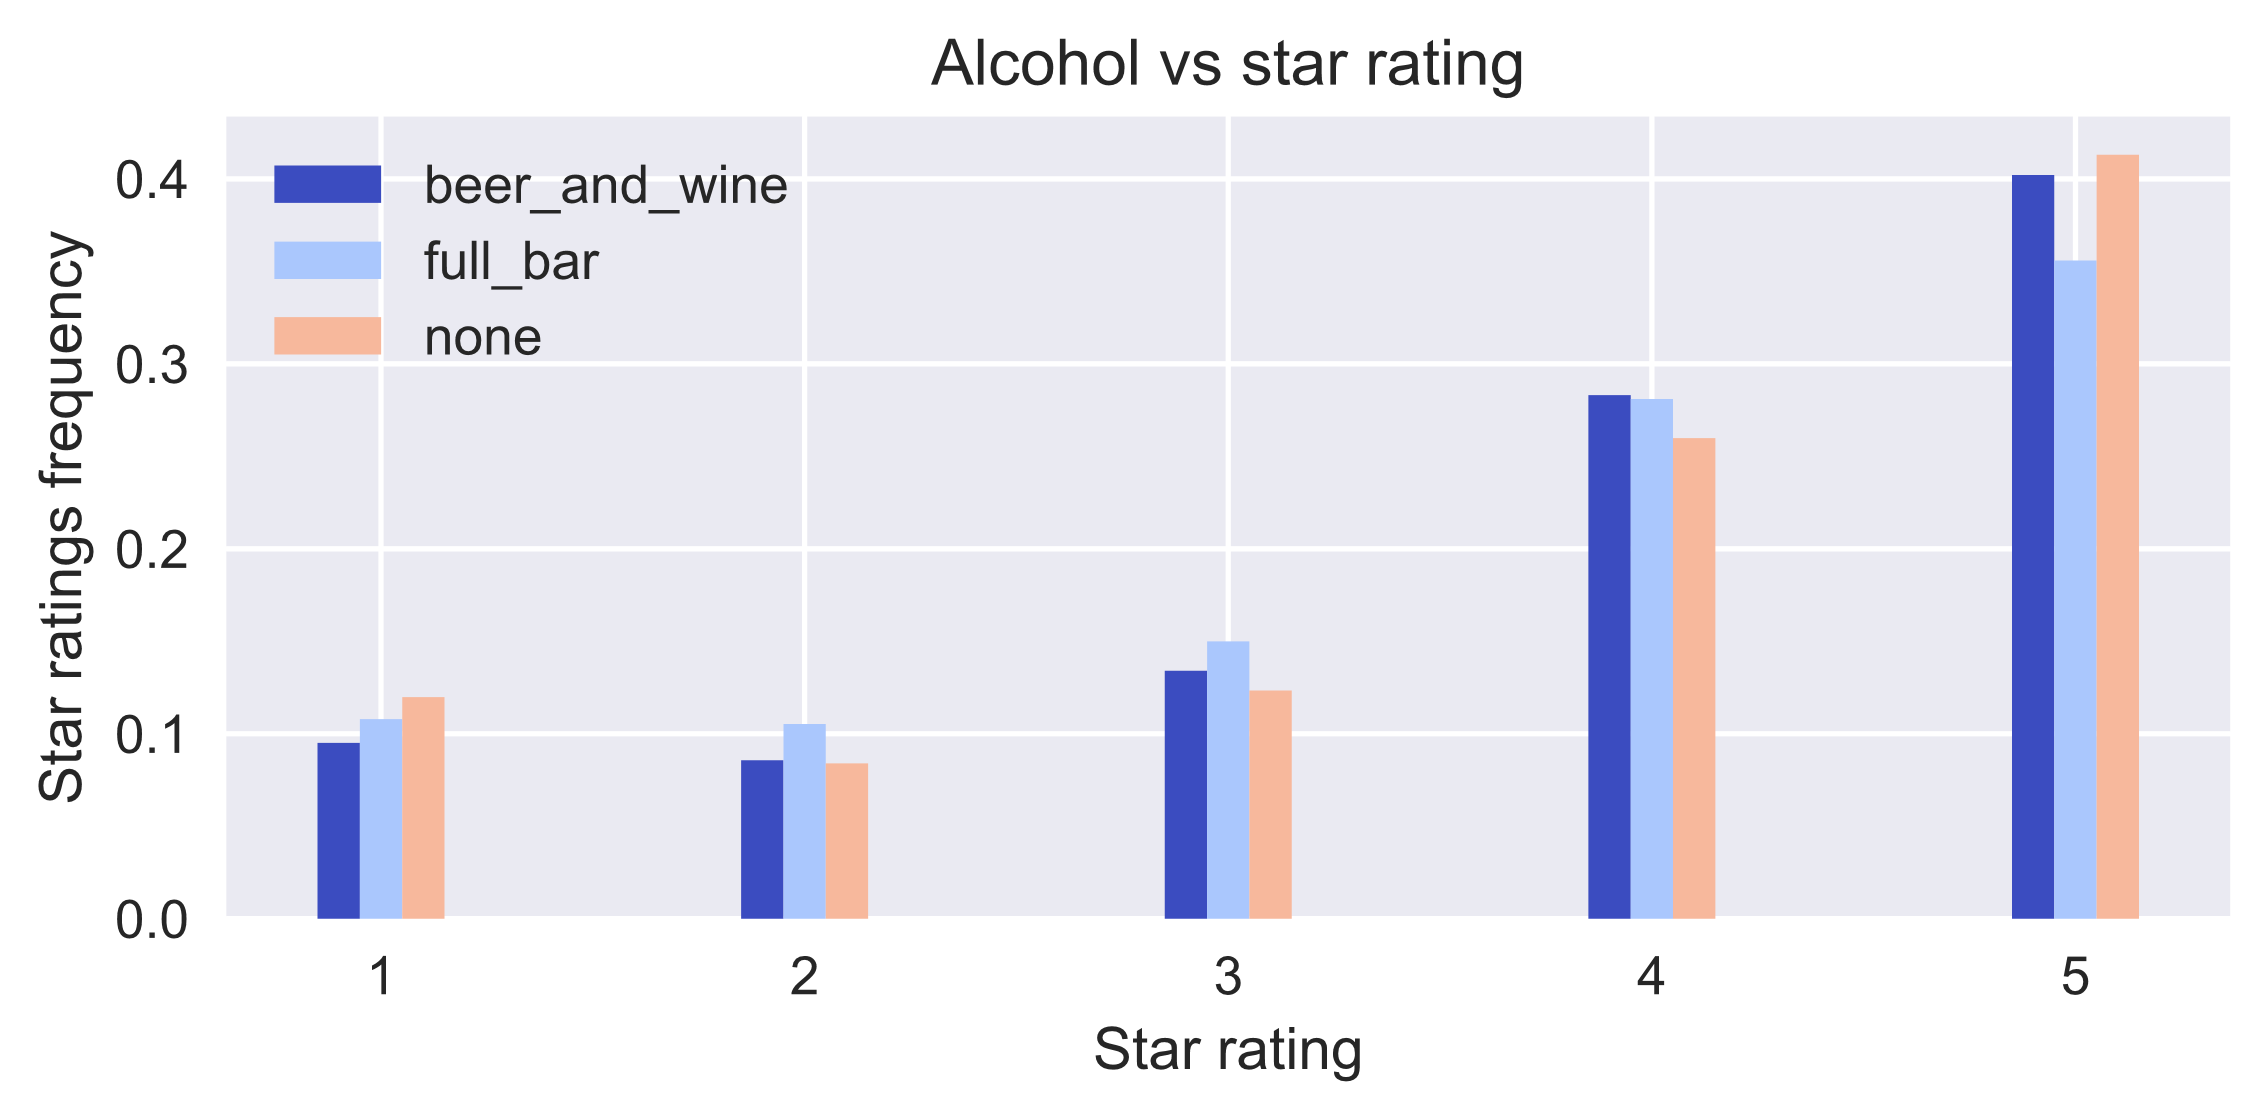 Alcohol vs star rating
Star ratings frequency
0.4
0.3
0.2
0.1
0.0
beer_and_wine
full_bar
none
1 2 3 4 5
Star rating